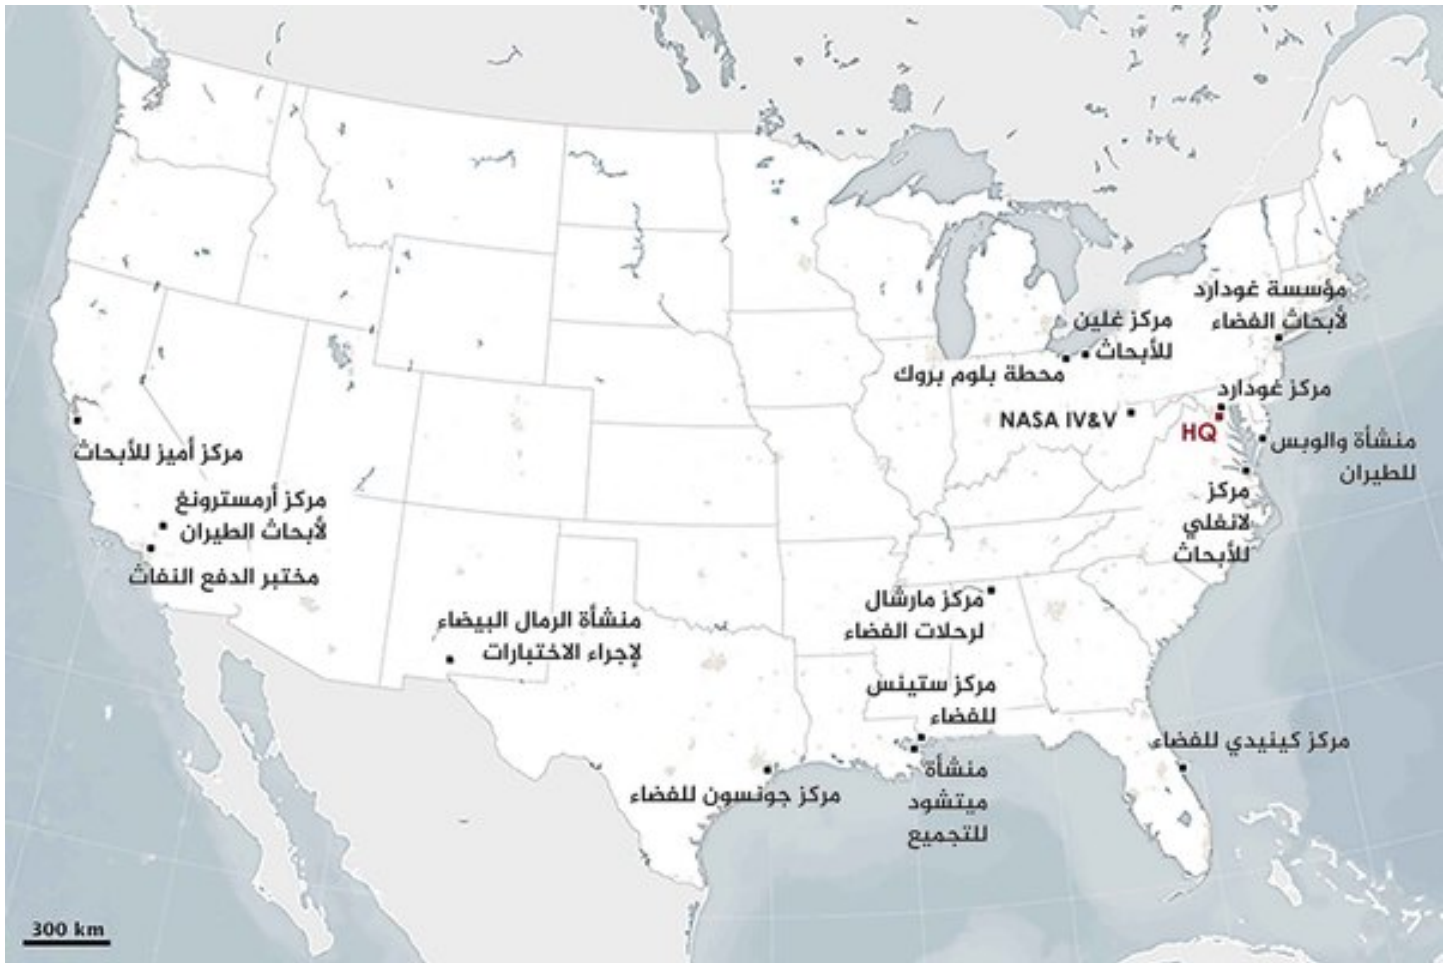 مؤسسة غودارد
لأبحاث الفضاء
مركز غلين
للأبحاث
محطة بلوم بروك
مركز غودارد
NASA IV&V
HQ
منشأة والوبس
للطيران
مركز أميز للأبحاث
مركز
لانغلي
للأبحاث
مركز أرمسترونغ
لأبحاث الطيران
مختبر الدفع النفاث
مركز مارشال
لرحلات الفضاء
منشأة الرمال البيضاء
لإجراء الاختبارات
مركز ستينس
للفضاء
مركز كينيدي للفضاء
منشأة
ميتشود
للتجميع
مركز جونسون للفضاء
300 km